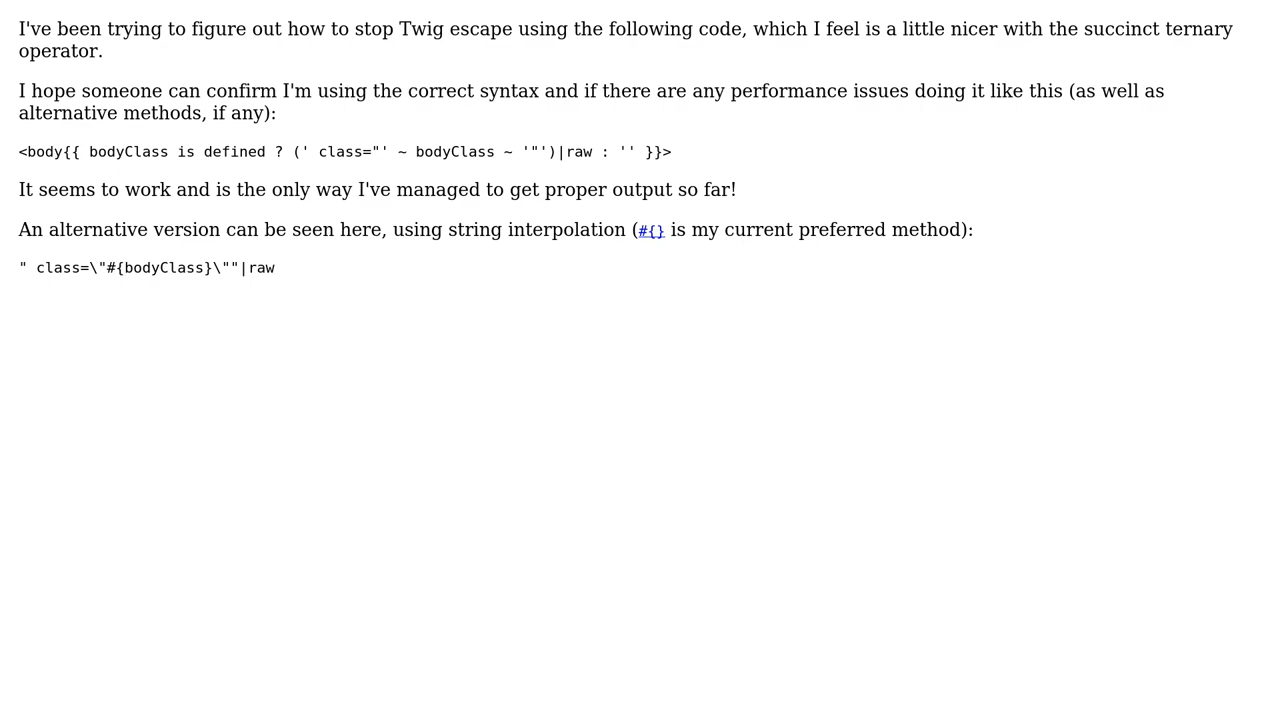 I've been trying to figure out how to stop Twig escape using the following code, which I feel is a little nicer with the succinct ternary
operator.
I hope someone can confirm I'm using the correct syntax and if there are any performance issues doing it like this (as well as
alternative methods, if any):
<body{{ bodyClass is defined ? (' class="' ~ bodyClass ~ '"')|raw : '' }}>
It seems to work and is the only way I've managed to get proper output so far!
An alternative version can be seen here, using string interpolation (#{} is my current preferred method):
" class=\"#{bodyClass}\""|raw